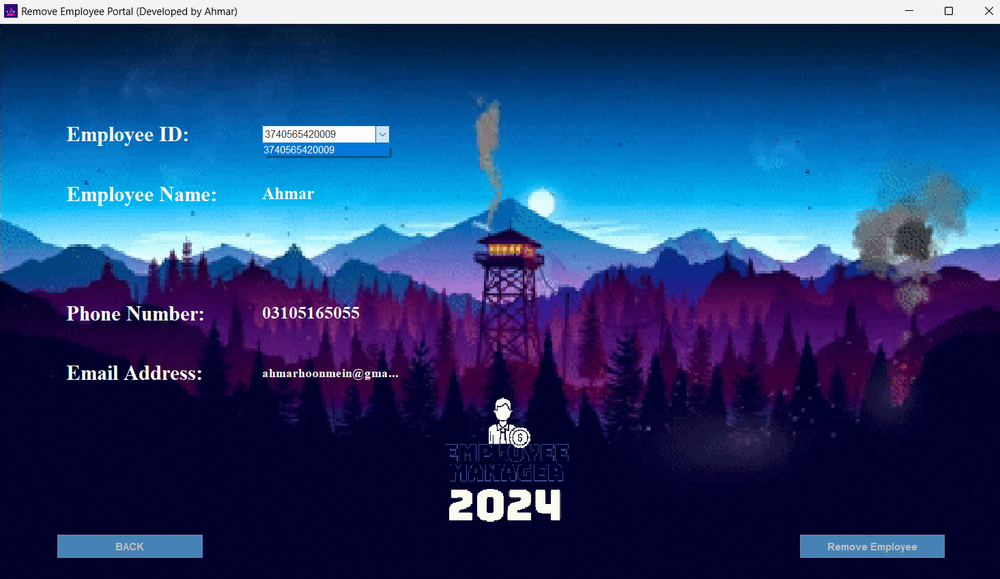 Remove Employee Portal (Developed by Ahmar)
Employee ID:
3740565420009
3740565420009
Employee Name:
Ahmar
Phone Number:
03105165055
Email Address:
ahmarhoonmein@gma...
$
EMPLOYEE
MANAGER
2024
BACK
Remove Employee